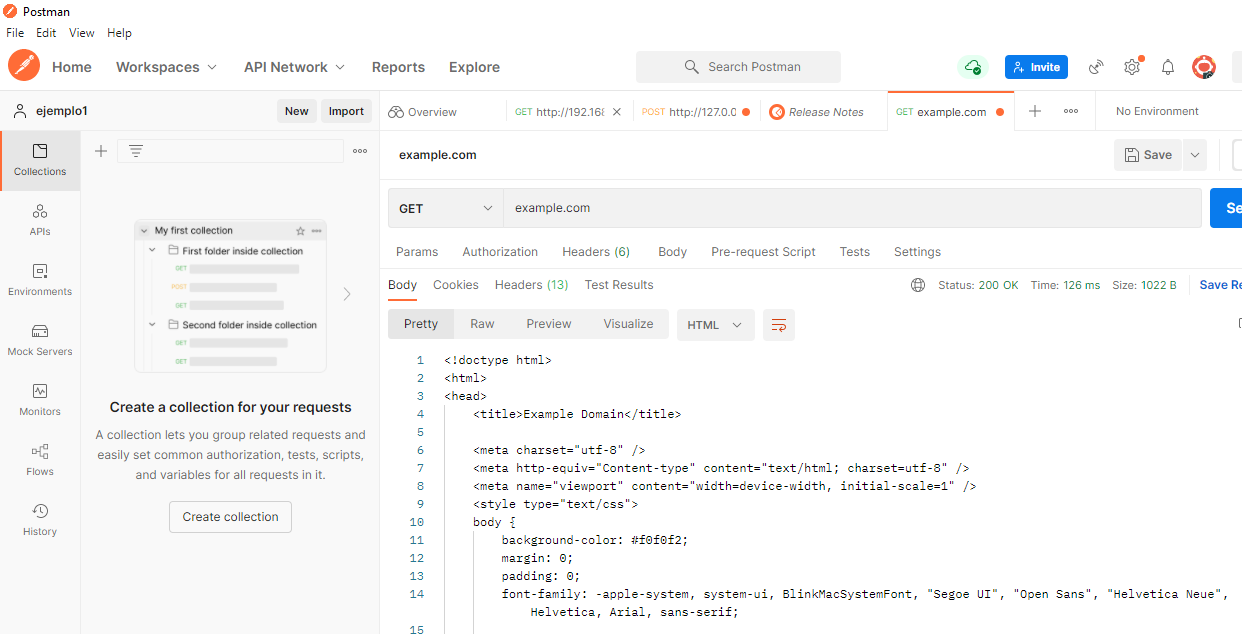 Postman
File Edit View Help
Home Workspaces API Network Reports Explore Search Postman Invite
ejemplo1 New Import Overview GET http://192.168 POST http://127.0.0 Release Notes GET example.com No Environment
Collections
APIs
Environments
Mock Servers
Monitors
Flows
History
My first collection
First folder inside collection
GET
POST
GET
Second folder inside collection
GET
GET
Create a collection for your requests
A collection lets you group related requests and
easily set common authorization, tests, scripts,
and variables for all requests in it.
Create collection
example.com Save
GET example.com Se
Params Authorization Headers (6) Body Pre-request Script Tests Settings
Body Cookies Headers (13) Test Results Status: 200 OK Time: 126 ms Size: 1022 B Save Re
Pretty Raw Preview Visualize HTML
1 <!doctype html>
2 <html>
3 <head>
4 <title>Example Domain</title>
5
6 <meta charset="utf-8" />
7 <meta http-equiv="Content-type" content="text/html; charset=utf-8" />
8 <meta name="viewport" content="width=device-width, initial-scale=1" />
9 <style type="text/css">
10 body {
11 background-color: #f0f0f2;
12 margin: 0;
13 padding: 0;
14 font-family: -apple-system, system-ui, BlinkMacSystemFont, "Segoe UI", "Open Sans", "Helvetica Neue",
Helvetica, Arial, sans-serif;
15